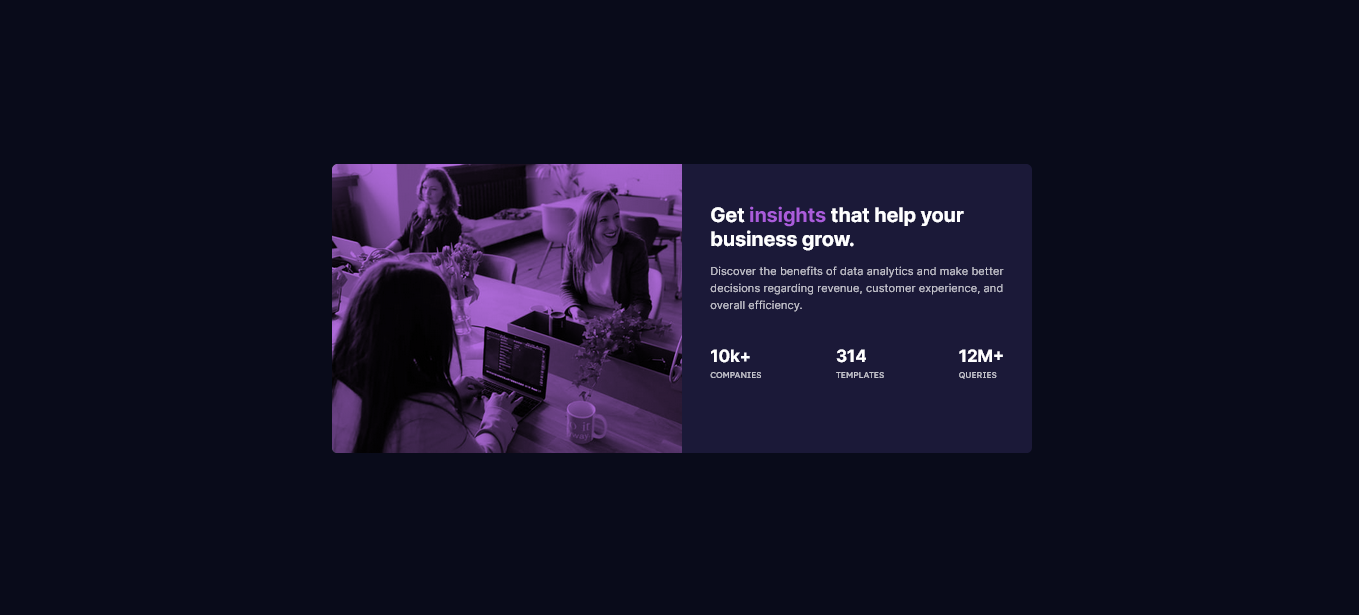 Get insights that help your
business grow.
Discover the benefits of data analytics and make better
decisions regarding revenue, customer experience, and
overall efficiency.
10k+ 314 12M+
COMPANIES TEMPLATES QUERIES